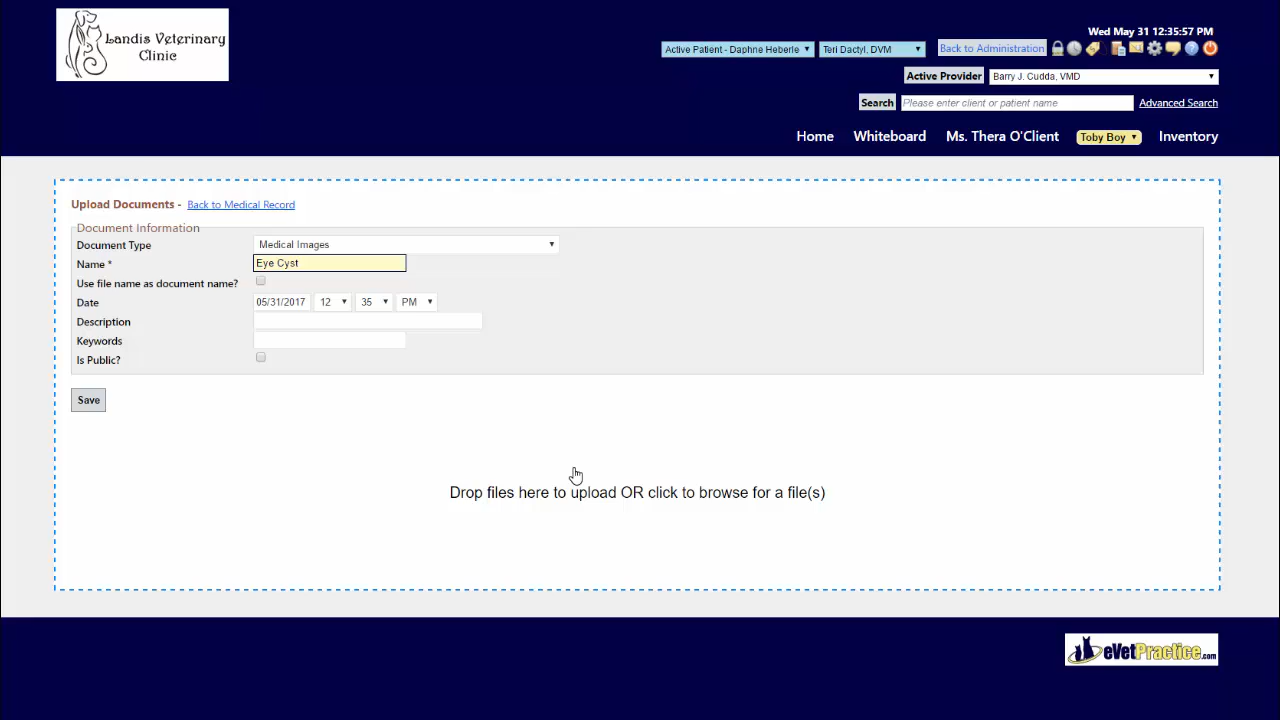 Landis Veterinary
Clinic
Wed May 31 12:35:57 PM
Active Patient - Daphne Heberle
Teri Dactyl, DVM
Back to Administration
Active Provider
Barry J. Cudda, VMD
Search
Please enter client or patient name
Advanced Search
Home
Whiteboard
Ms. Thera O'Client
Toby Boy
Inventory
Upload Documents - Back to Medical Record
Document Information
Document Type
Medical Images
Name *
Eye Cyst
Use file name as document name?
Date
05/31/2017
12
35
PM
Description
Keywords
Is Public?
Save
Drop files here to upload OR click to browse for a file(s)
eVetPractice.com